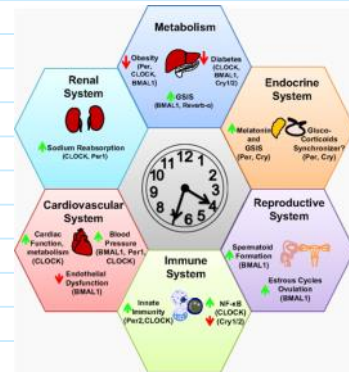 Metabolism
Obesity
(Per,
CLOCK,
BMAL1)
Diabetes
(CLOCK,
BMAL1,
Cry1/2)
GSIS
(BMAL1, Reverb-α)
Renal
System
Sodium Reabsorption
(CLOCK, Per1)
Endocrine
System
Melatonin
and
GSIS
(Per, Cry)
Gluco-
Corticoids
Synchronizer?
(Per, Cry)
12
1
2
3
4
5
6
7
8
9
10
11
Cardiovascular
System
Cardiac
Function,
metabolism
(CLOCK)
Blood
Pressure
(BMAL1, Per1,
CLOCK)
Endothelial
Dysfunction
(BMAL1)
Reproductive
System
Spermatoid
Formation
(BMAL1)
Estrous Cycles
Ovulation
(BMAL1)
Immune
System
Innate
Immunity
(Per2,CLOCK)
NF-κB
(CLOCK)
(Cry1/2)